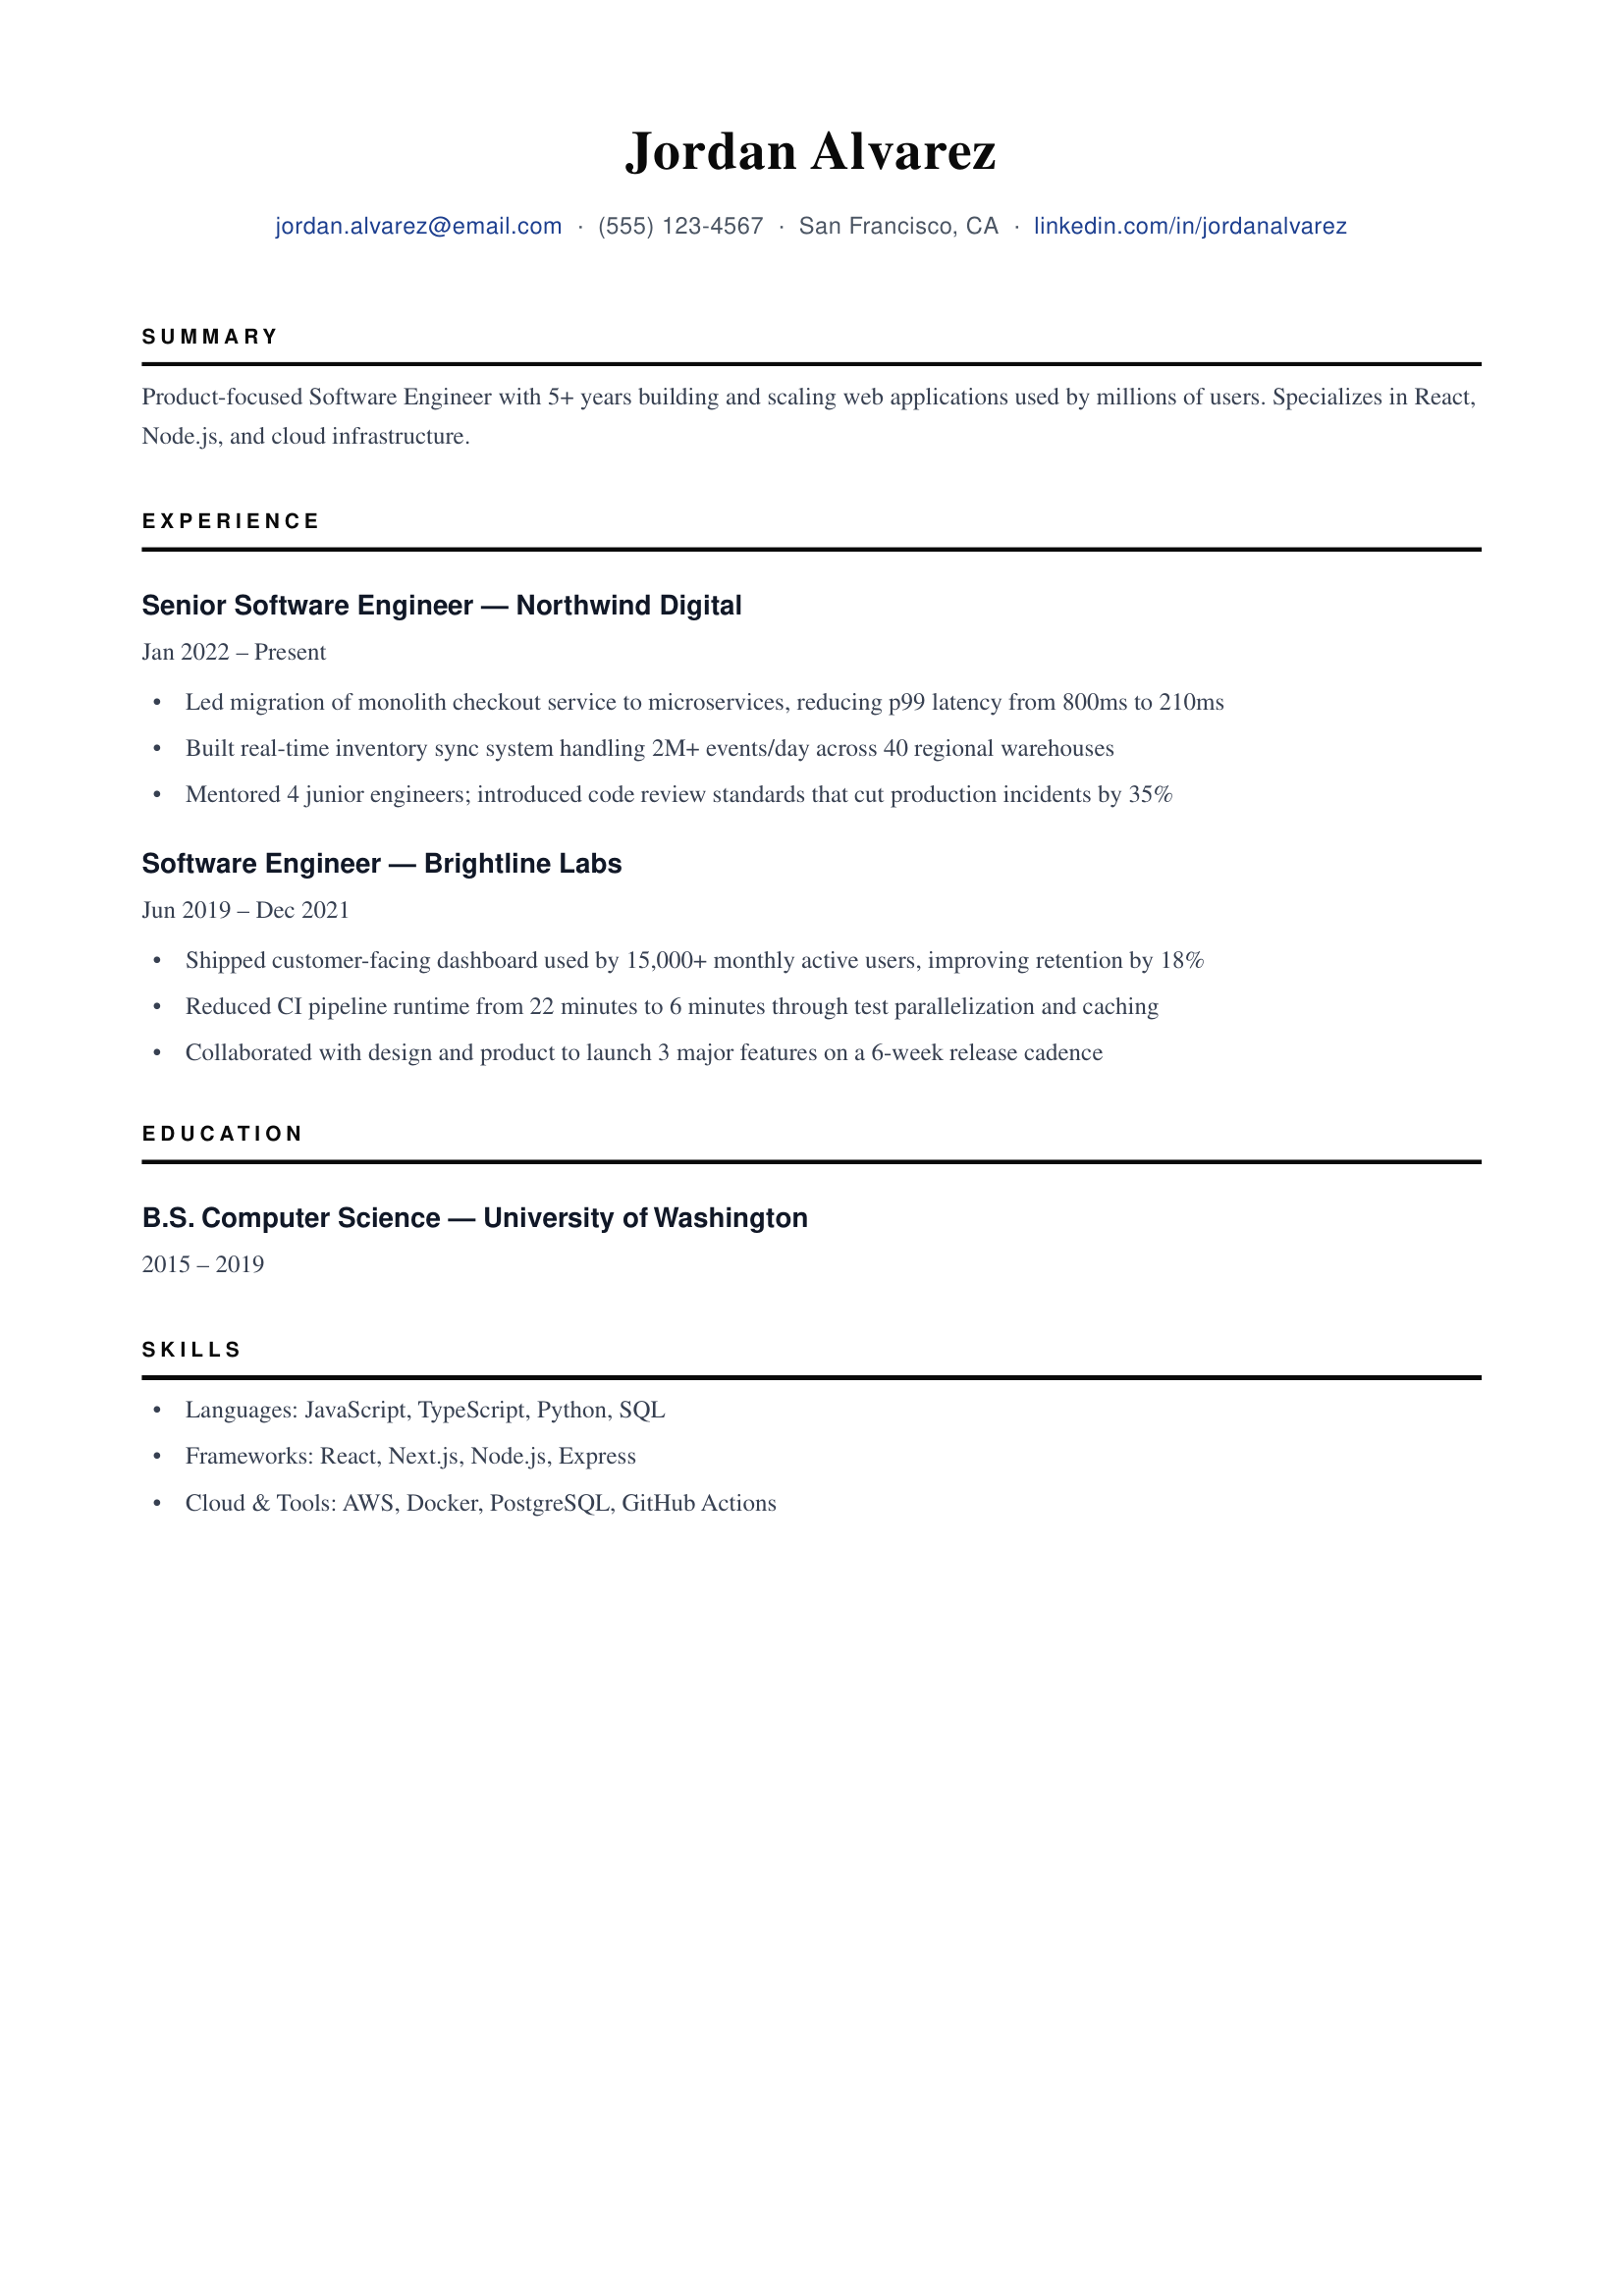 Jordan Alvarez
jordan.alvarez@email.com · (555) 123-4567 · San Francisco, CA · linkedin.com/in/jordanalvarez
SUMMARY
Product-focused Software Engineer with 5+ years building and scaling web applications used by millions of users. Specializes in React,
Node.js, and cloud infrastructure.
EXPERIENCE
Senior Software Engineer — Northwind Digital
Jan 2022 – Present
• Led migration of monolith checkout service to microservices, reducing p99 latency from 800ms to 210ms
• Built real-time inventory sync system handling 2M+ events/day across 40 regional warehouses
• Mentored 4 junior engineers; introduced code review standards that cut production incidents by 35%
Software Engineer — Brightline Labs
Jun 2019 – Dec 2021
• Shipped customer-facing dashboard used by 15,000+ monthly active users, improving retention by 18%
• Reduced CI pipeline runtime from 22 minutes to 6 minutes through test parallelization and caching
• Collaborated with design and product to launch 3 major features on a 6-week release cadence
EDUCATION
B.S. Computer Science — University of Washington
2015 – 2019
SKILLS
• Languages: JavaScript, TypeScript, Python, SQL
• Frameworks: React, Next.js, Node.js, Express
• Cloud & Tools: AWS, Docker, PostgreSQL, GitHub Actions